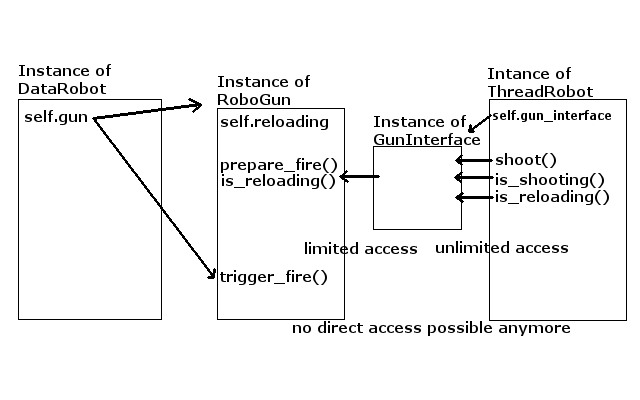 Instance of
DataRobot
self.gun
Instance of
RoboGun
self.reloading
prepare_fire()
is_reloading()
trigger_fire()
Instance of
GunInterface
Intance of
ThreadRobot
self.gun_interface
shoot()
is_shooting()
is_reloading()
limited access
unlimited access
no direct access possible anymore